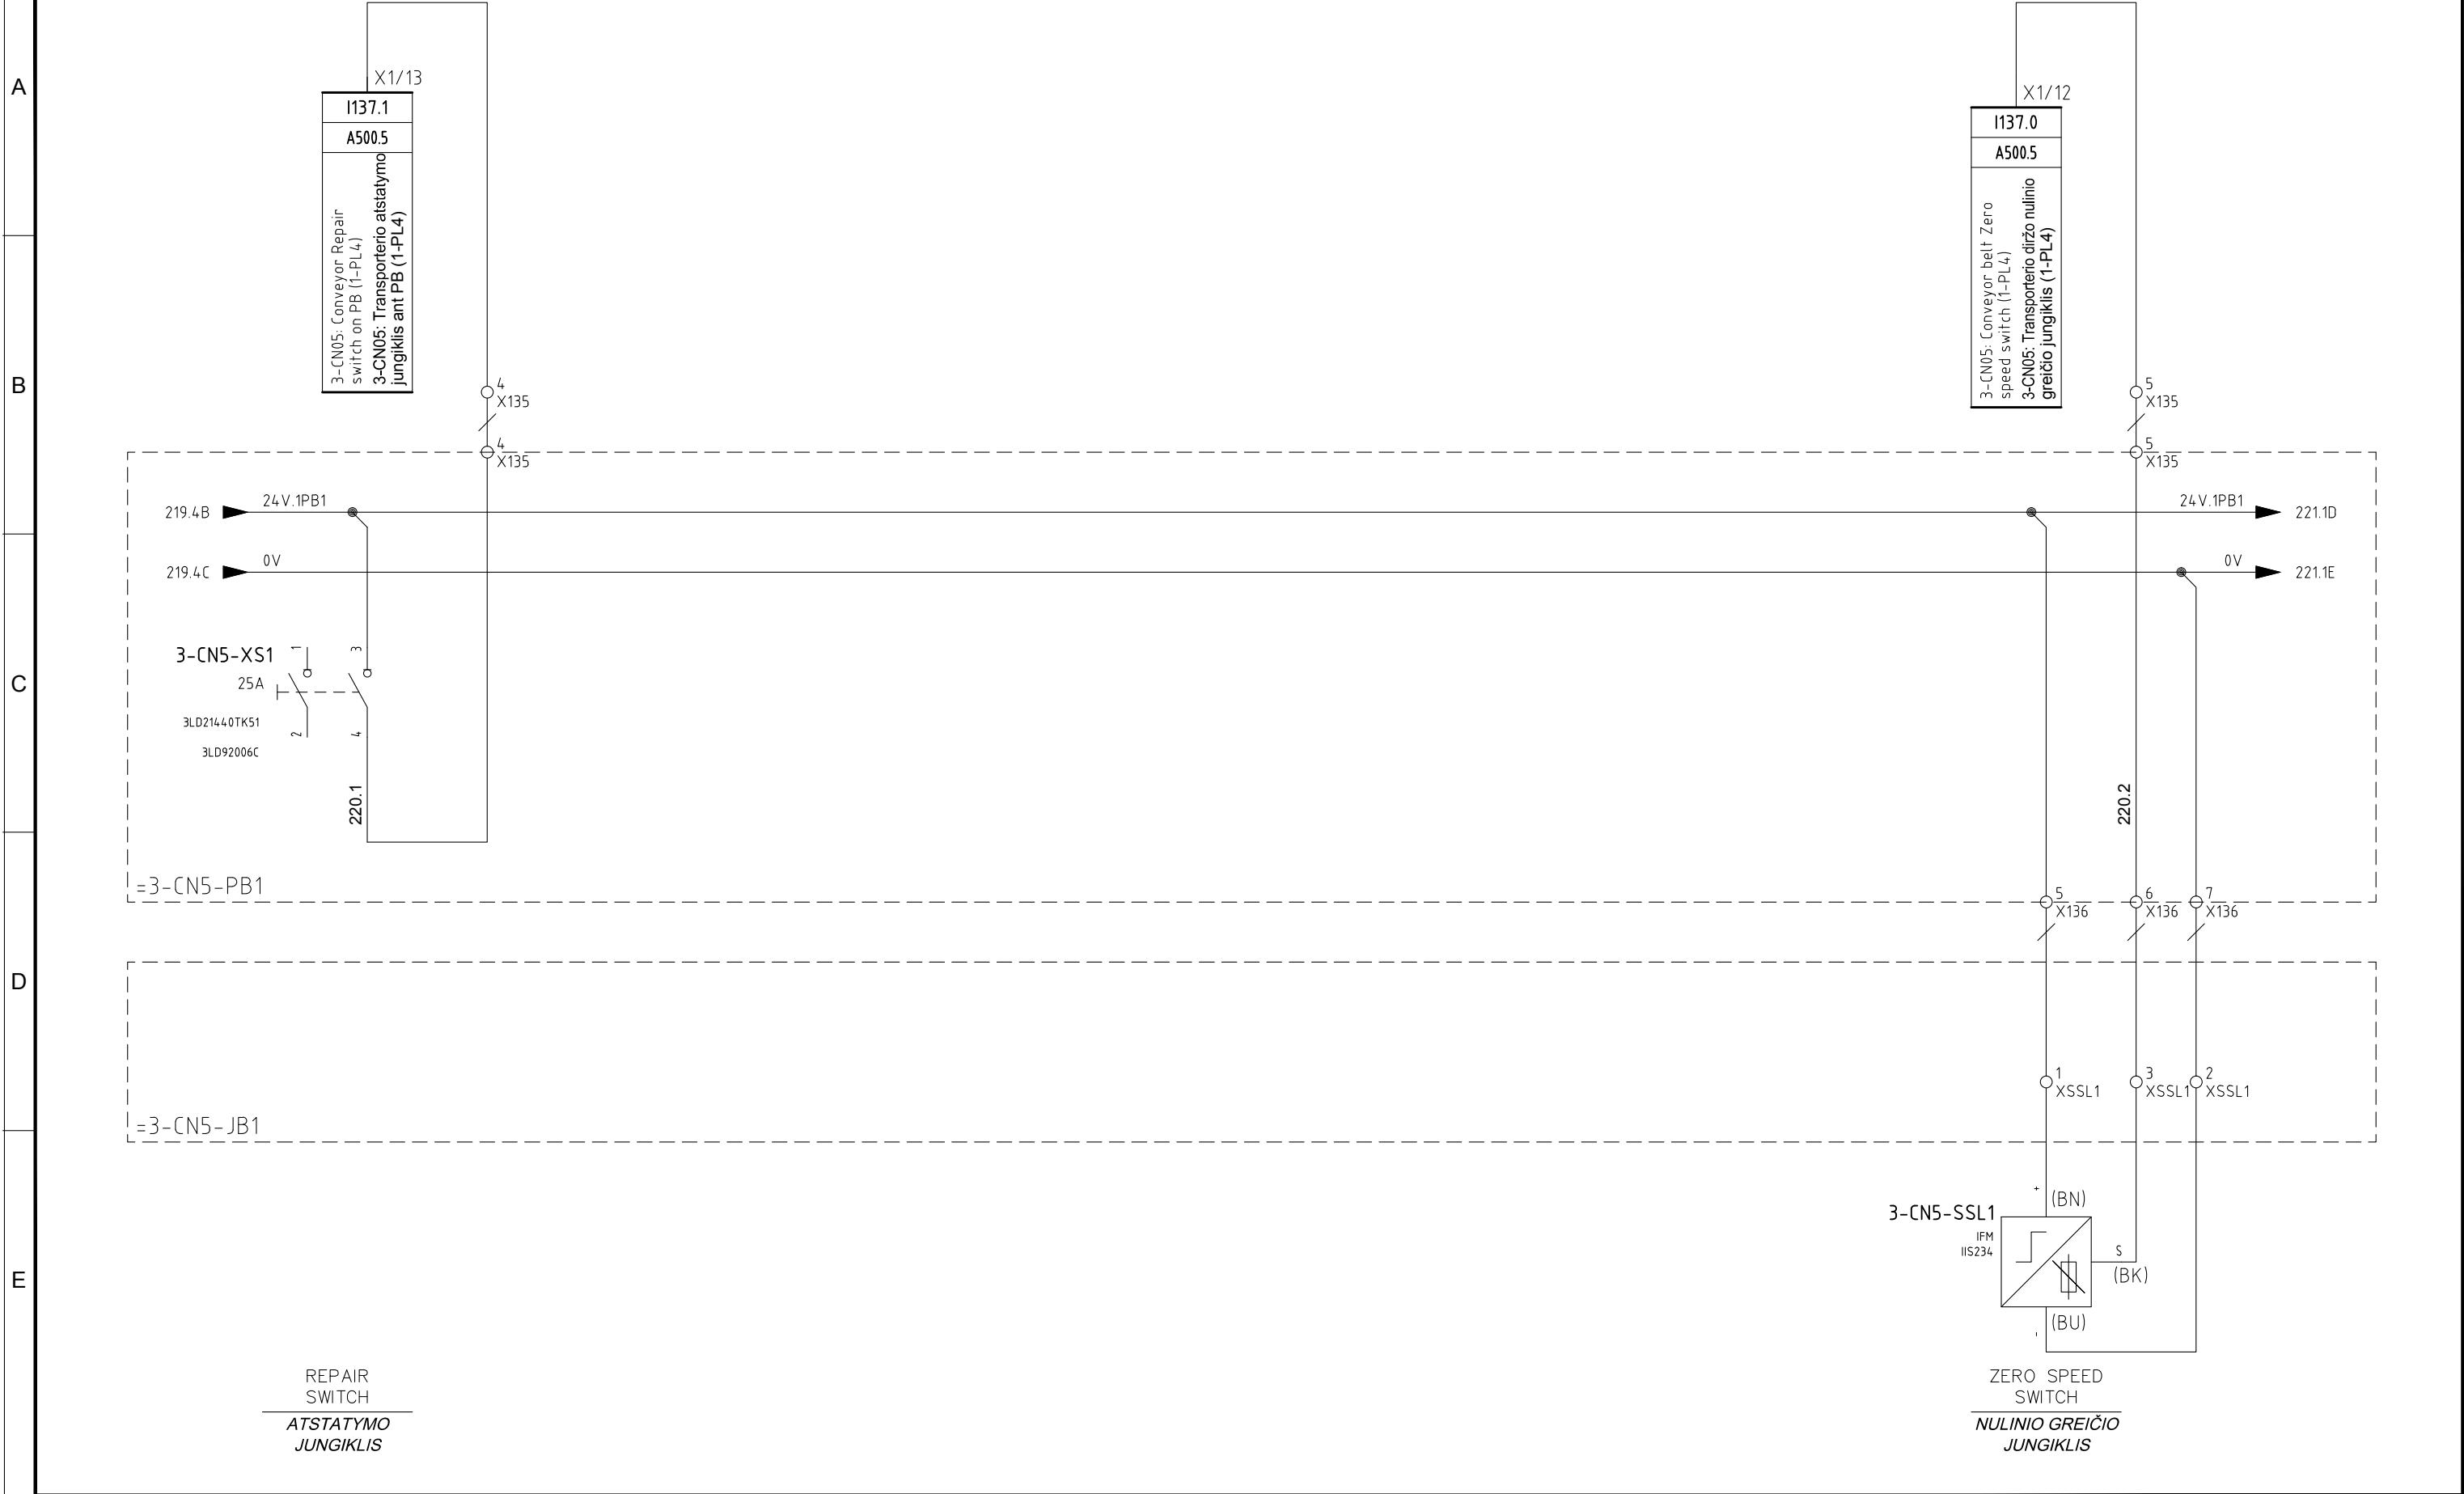 A
B
C
D
E
X1/13
I137.1
A500.5
3-CN05: Conveyor Repair
switch on PB (1-PL4)
3-CN05: Transporterio atstatymo
jungiklis ant PB (1-PL4)
X1/12
I137.0
A500.5
3-CN05: Conveyor belt Zero
speed switch (1-PL4)
3-CN05: Transporterio diržo nulinio
greičio jungiklis (1-PL4)
4
X135
4
X135
5
X135
5
X135
219.4B
24V.1PB1
24V.1PB1
221.1D
219.4C
0V
0V
221.1E
3-CN5-XS1
25A
3LD21440TK51
3LD92006C
1
2
3
4
220.1
220.2
=3-CN5-PB1
5
X136
6
X136
7
X136
=3-CN5-JB1
1
XSSL1
3
XSSL1
2
XSSL1
+
(BN)
3-CN5-SSL1
IFM
IIS234
S
(BK)
(BU)
-
REPAIR
SWITCH
ATSTATYMO
JUNGIKLIS
ZERO SPEED
SWITCH
NULINIO GREIČIO
JUNGIKLIS